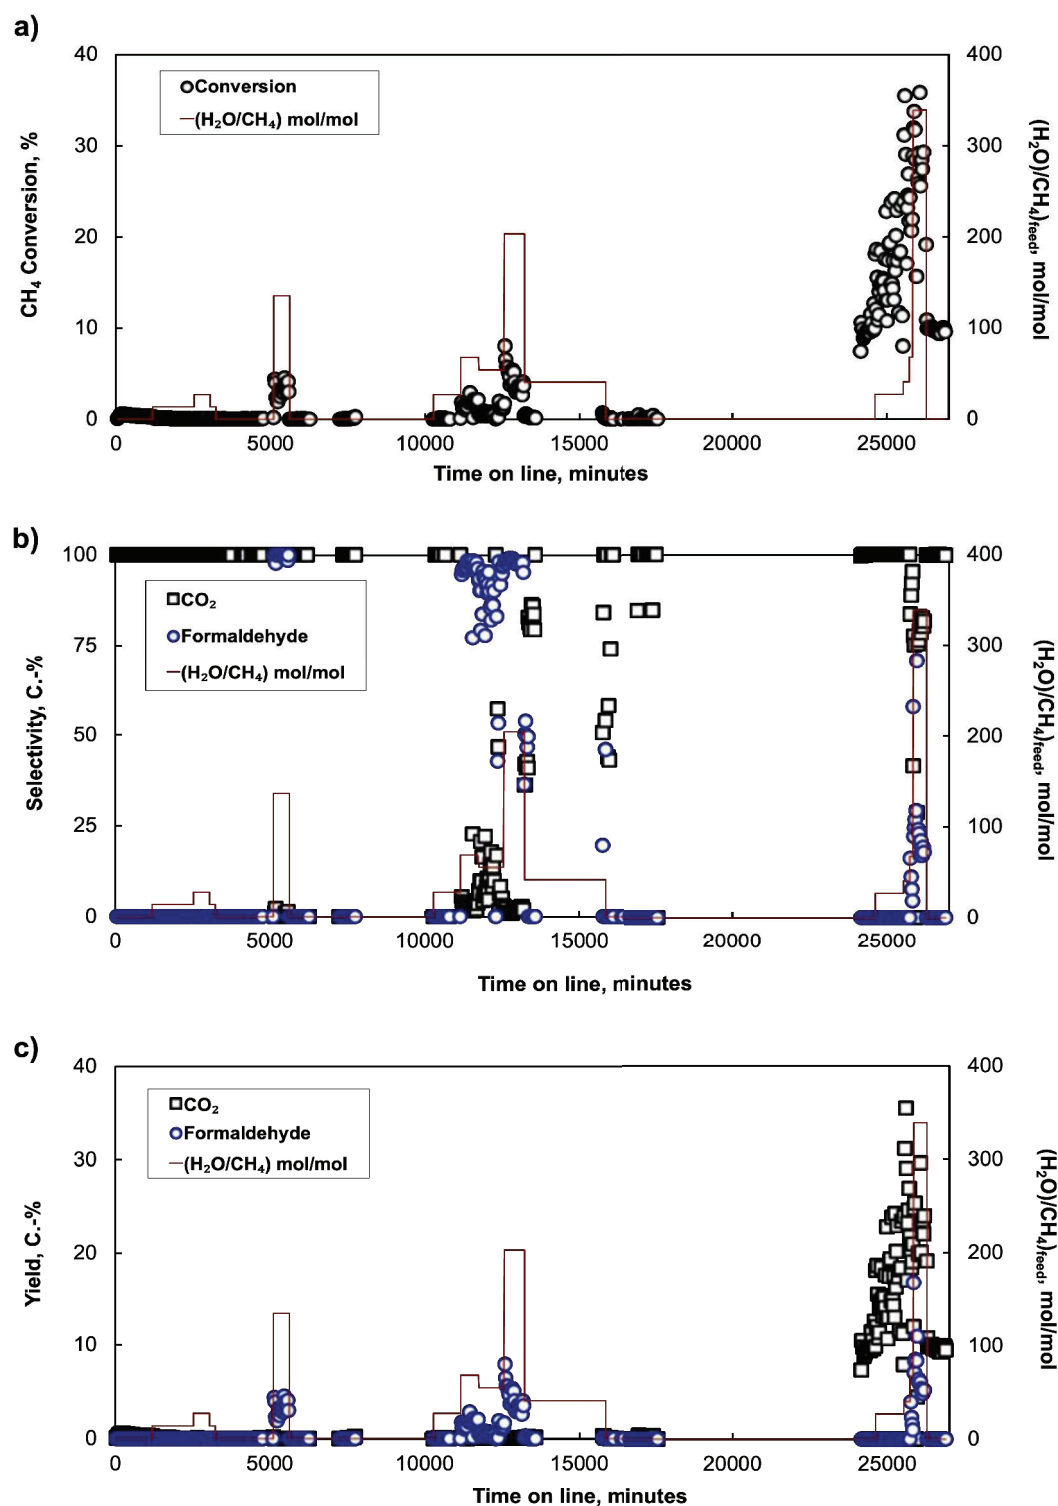 a)
40
400
Conversion
(H₂O/CH₄) mol/mol
30
300
20
200
10
100
0
0
CH₄ Conversion, %
(H₂O)/CH₄)feed, mol/mol
0
5000
10000
15000
20000
25000
Time on line, minutes
b)
100
400
CO₂
Formaldehyde
(H₂O/CH₄) mol/mol
75
300
50
200
25
100
0
0
Selectivity, C.-%
(H₂O)/CH₄)feed, mol/mol
0
5000
10000
15000
20000
25000
Time on line, minutes
c)
40
400
CO₂
Formaldehyde
(H₂O/CH₄) mol/mol
30
300
20
200
10
100
0
0
Yield, C.-%
(H₂O)/CH₄)feed, mol/mol
0
5000
10000
15000
20000
25000
Time on line, minutes